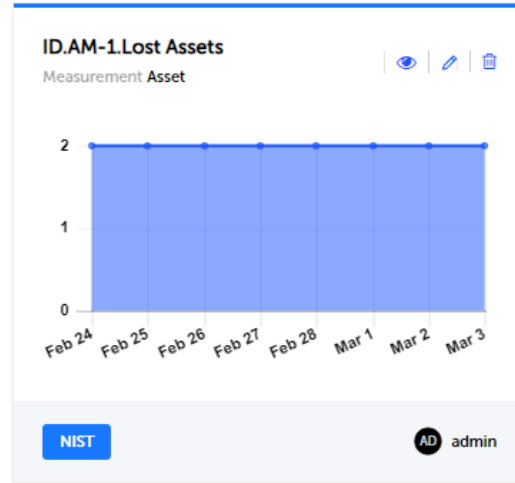 ID.AM-1.Lost Assets
Measurement Asset
2
1
0
Feb 24 Feb 25 Feb 26 Feb 27 Feb 28 Mar 1 Mar 2 Mar 3
NIST
AD admin